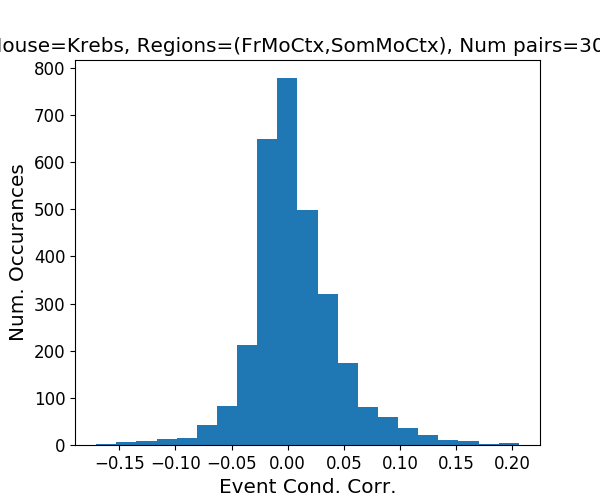 ouse=Krebs, Regions=(FrMoCtx,SomMoCtx), Num pairs=30
800
700
600
500
400
300
200
100
0
Num. Occurances
−0.15 −0.10 −0.05 0.00 0.05 0.10 0.15 0.20
Event Cond. Corr.